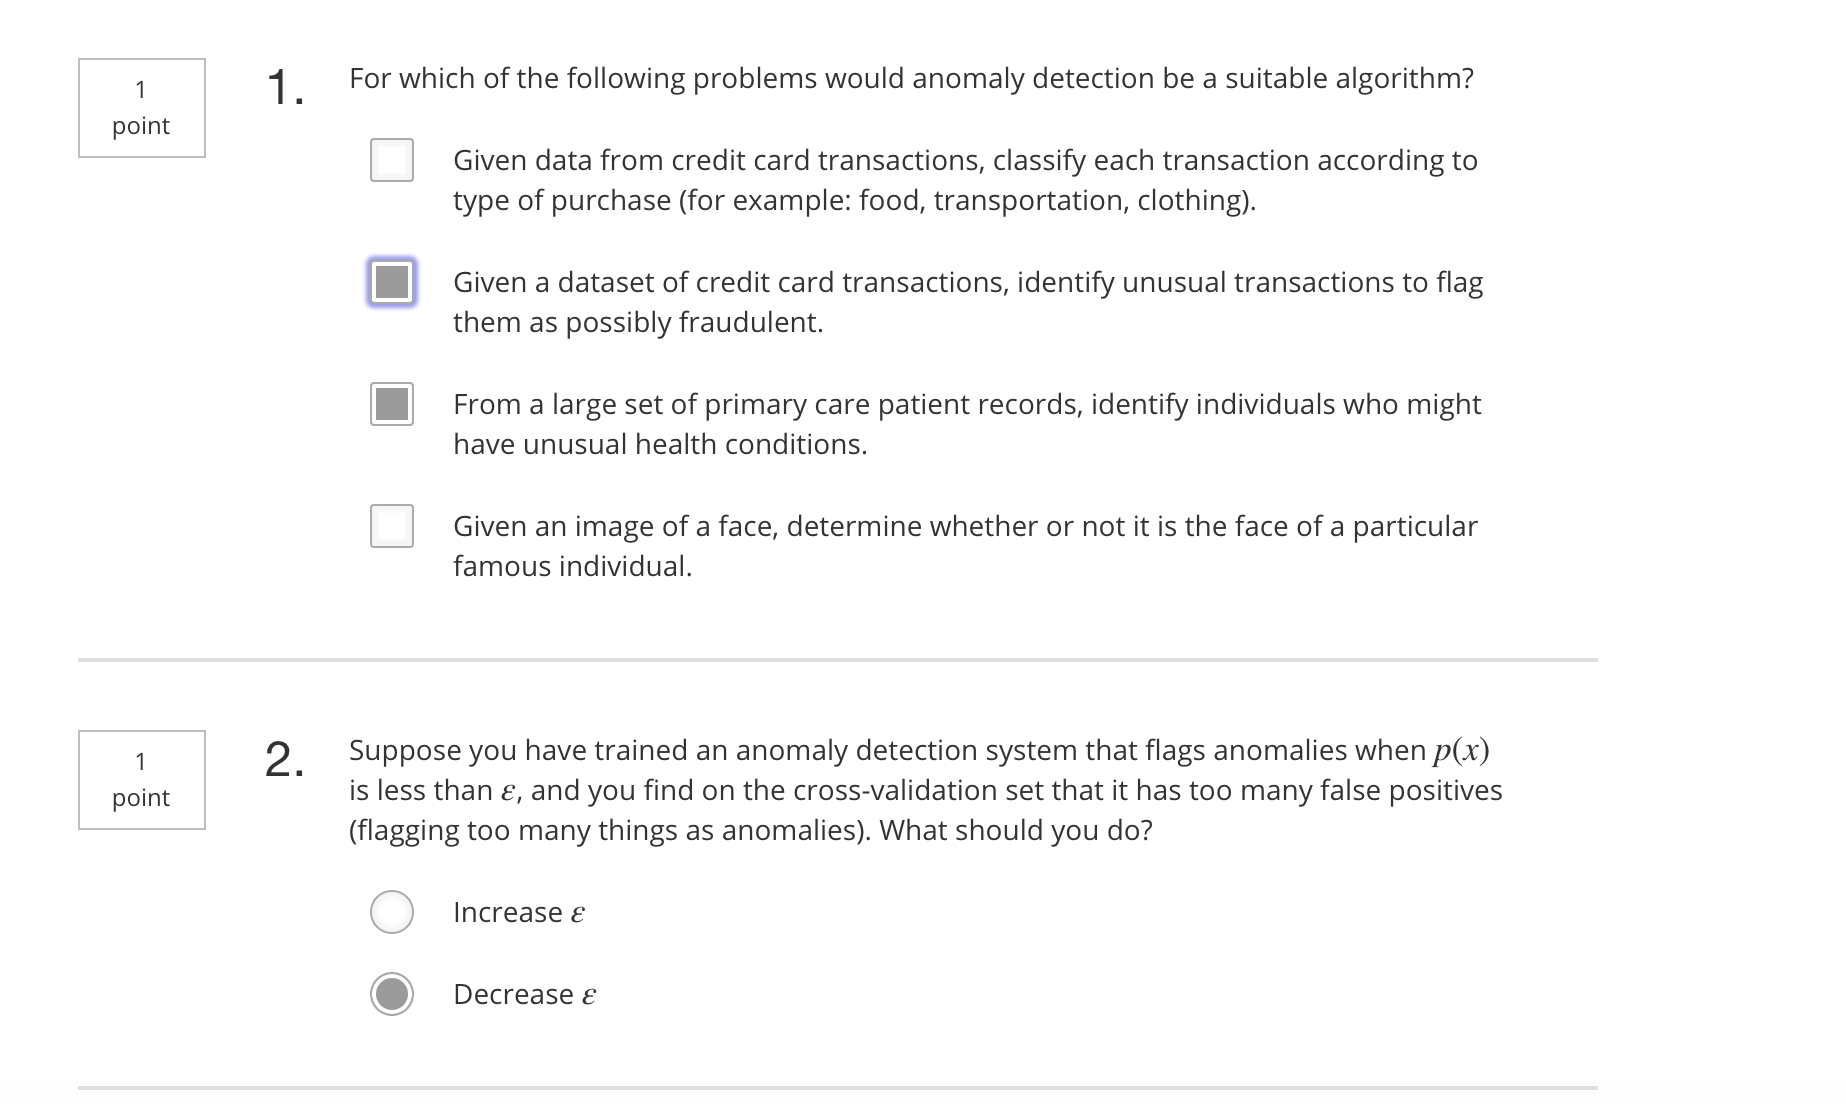 1
point
1.
For which of the following problems would anomaly detection be a suitable algorithm?
Given data from credit card transactions, classify each transaction according to
type of purchase (for example: food, transportation, clothing).
Given a dataset of credit card transactions, identify unusual transactions to flag
them as possibly fraudulent.
From a large set of primary care patient records, identify individuals who might
have unusual health conditions.
Given an image of a face, determine whether or not it is the face of a particular
famous individual.
1
point
2.
Suppose you have trained an anomaly detection system that flags anomalies when p(x)
is less than ε, and you find on the cross-validation set that it has too many false positives
(flagging too many things as anomalies). What should you do?
Increase ε
Decrease ε